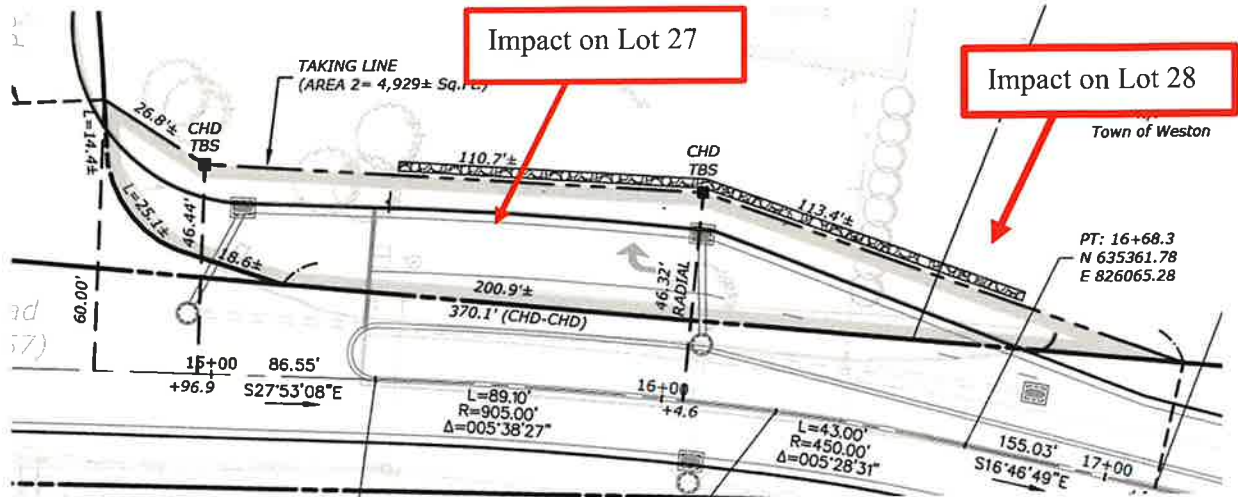 Impact on Lot 27
Impact on Lot 28
TAKING LINE
(AREA 2= 4,929± Sq.Ft.)
Town of Weston
26.8'±
CHD
TBS
110.7'±
CHD
TBS
113.4'±
L=14.4±
L=25.1±
46.44'
18.6±
60.00'
200.9'±
370.1' (CHD-CHD)
46.32'
RADIAL
PT: 16+68.3
N 635361.78
E 826065.28
ad
57)
15+00
+96.9
86.55'
S27°53'08"E
L=89.10'
R=905.00'
Δ=005°38'27"
16+00
+4.6
L=43.00'
R=450.00'
Δ=005°28'31"
155.03'
S16°46'49"E
17+00